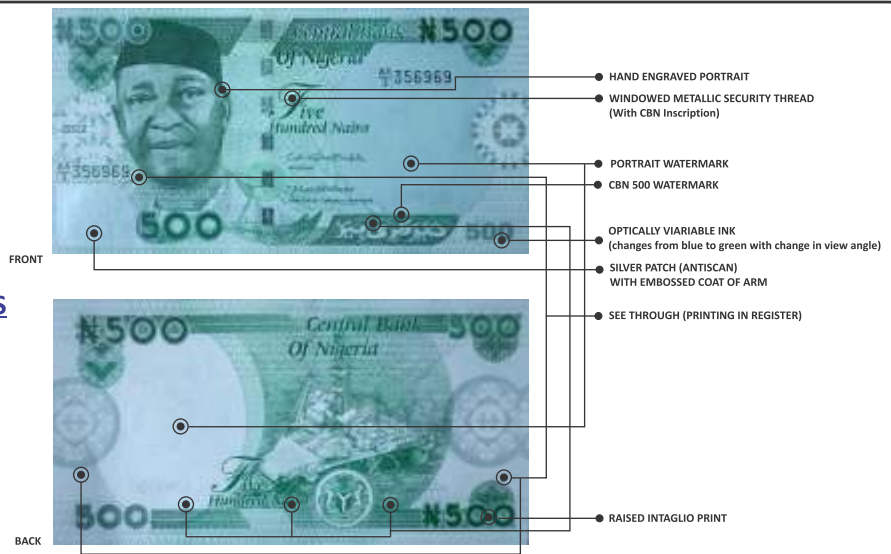 ₦500
Central Bank
Of Nigeria
₦500
356969
Five
Hundred Naira
2022
356969
500
500
HAND ENGRAVED PORTRAIT
WINDOWED METALLIC SECURITY THREAD
(With CBN Inscription)
PORTRAIT WATERMARK
CBN 500 WATERMARK
OPTICALLY VIARIABLE INK
(changes from blue to green with change in view angle)
SILVER PATCH (ANTISCAN)
WITH EMBOSSED COAT OF ARM
SEE THROUGH (PRINTING IN REGISTER)
FRONT
S
₦500
Central Bank
Of Nigeria
500
Five
Hundred Naira
500
₦500
RAISED INTAGLIO PRINT
BACK